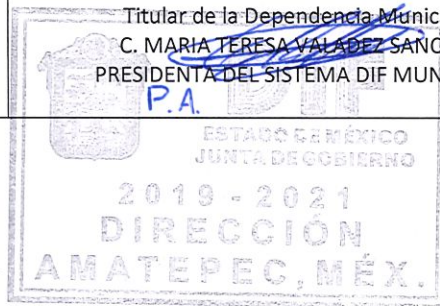 Titular de la Dependencia Munic
C. MARIA TERESA VALADEZ SANC
PRESIDENTA DEL SISTEMA DIF MUN
P.A.
DIF
ESTADO DE MÉXICO
JUNTA DE GOBIERNO
2019-2021
DIRECCIÓN
AMATEPEC, MÉX.